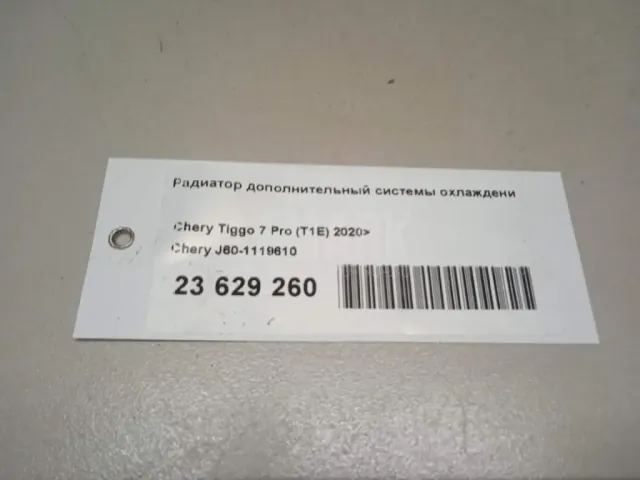 Радиатор дополнительный системы охлаждени
Chery Tiggo 7 Pro (T1E) 2020>
Chery J60-1119610
23 629 260